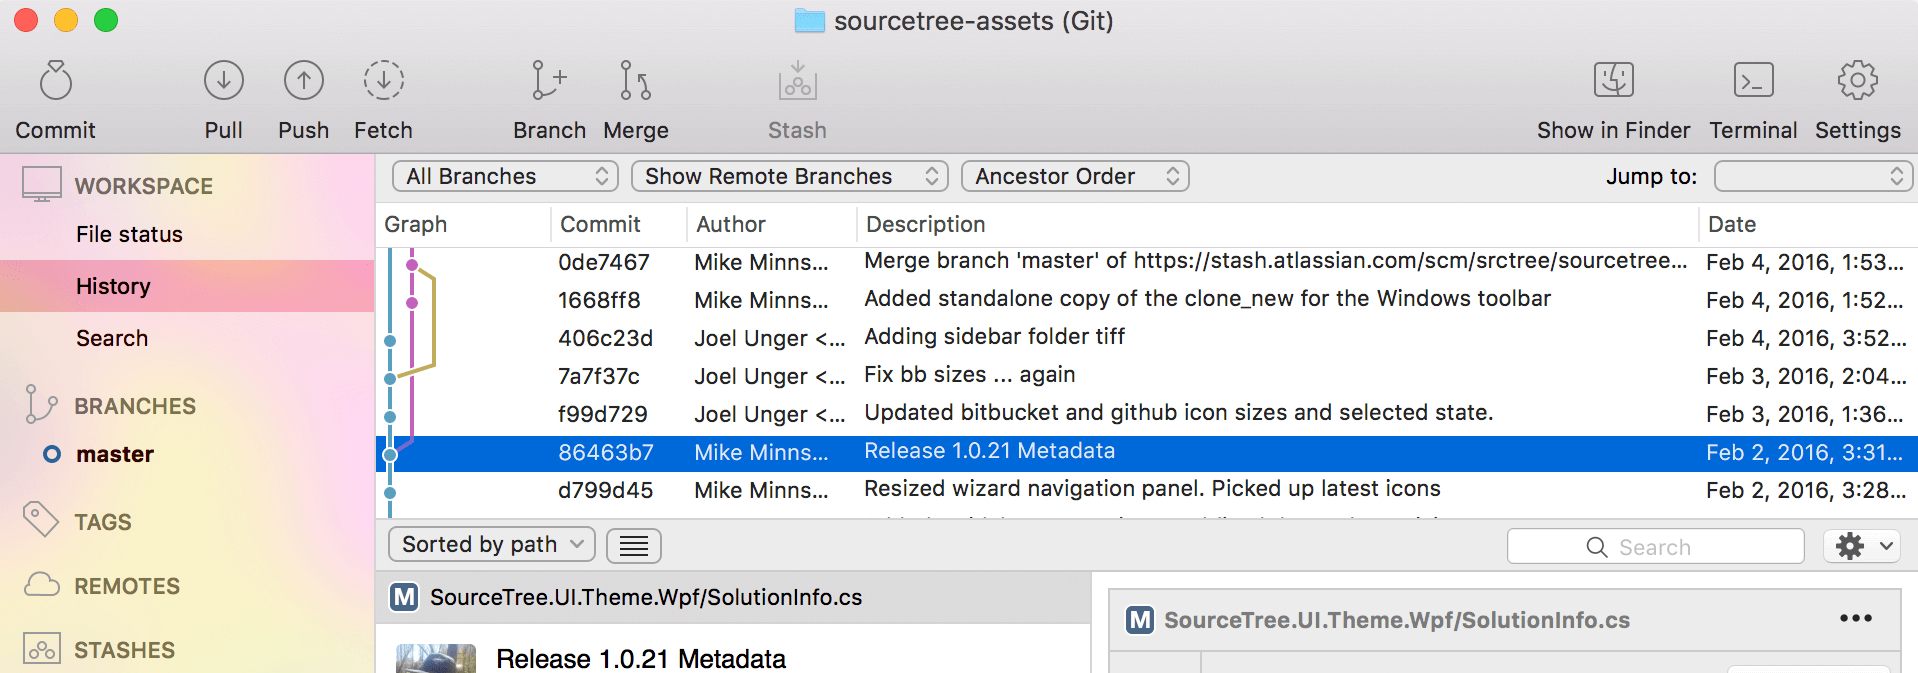 sourcetree-assets (Git)
Commit Pull Push Fetch Branch Merge Stash Show in Finder Terminal Settings
WORKSPACE
File status
History
Search
BRANCHES
master
TAGS
REMOTES
STASHES
All Branches Show Remote Branches Ancestor Order Jump to:
Graph Commit Author Description Date
0de7467 Mike Minns... Merge branch 'master' of https://stash.atlassian.com/scm/srctree/sourcetree... Feb 4, 2016, 1:53...
1668ff8 Mike Minns... Added standalone copy of the clone_new for the Windows toolbar Feb 4, 2016, 1:52...
406c23d Joel Unger <... Adding sidebar folder tiff Feb 4, 2016, 3:52...
7a7f37c Joel Unger <... Fix bb sizes ... again Feb 3, 2016, 2:04...
f99d729 Joel Unger <... Updated bitbucket and github icon sizes and selected state. Feb 3, 2016, 1:36...
86463b7 Mike Minns... Release 1.0.21 Metadata Feb 2, 2016, 3:31...
d799d45 Mike Minns... Resized wizard navigation panel. Picked up latest icons Feb 2, 2016, 3:28...
Sorted by path Search
M SourceTree.UI.Theme.Wpf/SolutionInfo.cs
Release 1.0.21 Metadata
M SourceTree.UI.Theme.Wpf/SolutionInfo.cs •••